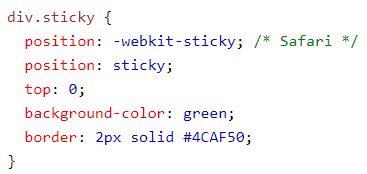 div.sticky {
  position: -webkit-sticky; /* Safari */
  position: sticky;
  top: 0;
  background-color: green;
  border: 2px solid #4CAF50;
}